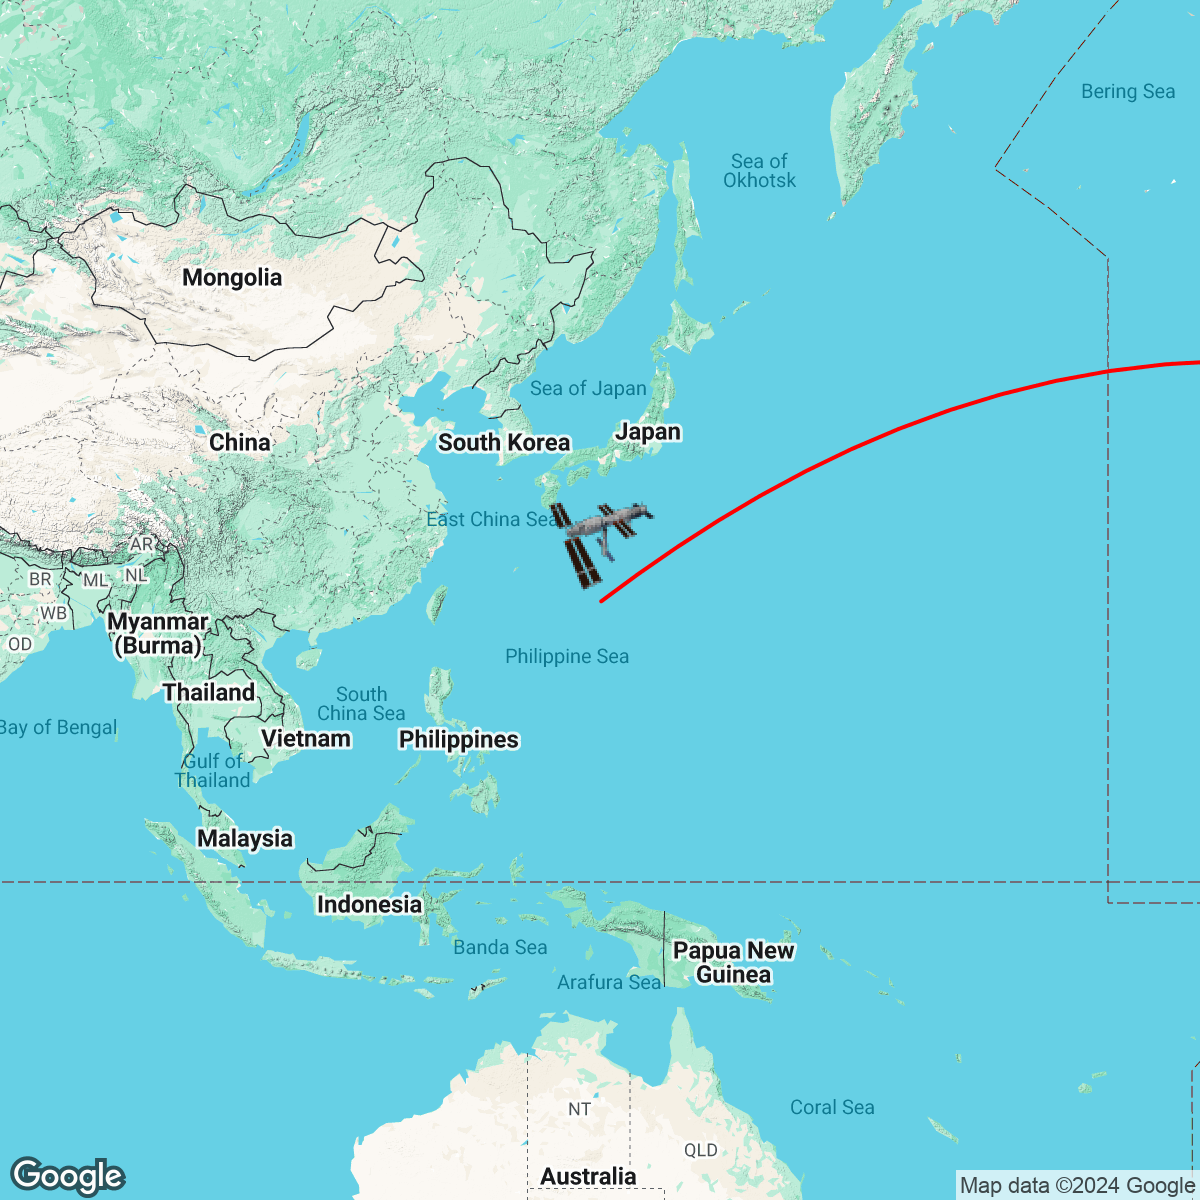 Bering Sea
Sea of
Okhotsk
Mongolia
Sea of Japan
Japan
China
South Korea
East China Sea
AR
BR
ML
NL
WB
Myanmar
(Burma)
OD
Philippine Sea
Thailand
South
China Sea
Bay of Bengal
Vietnam
Philippines
Gulf of
Thailand
Malaysia
Indonesia
Banda Sea
Papua New
Guinea
Arafura Sea
NT
Coral Sea
QLD
Australia
Google
Map data ©2024 Google